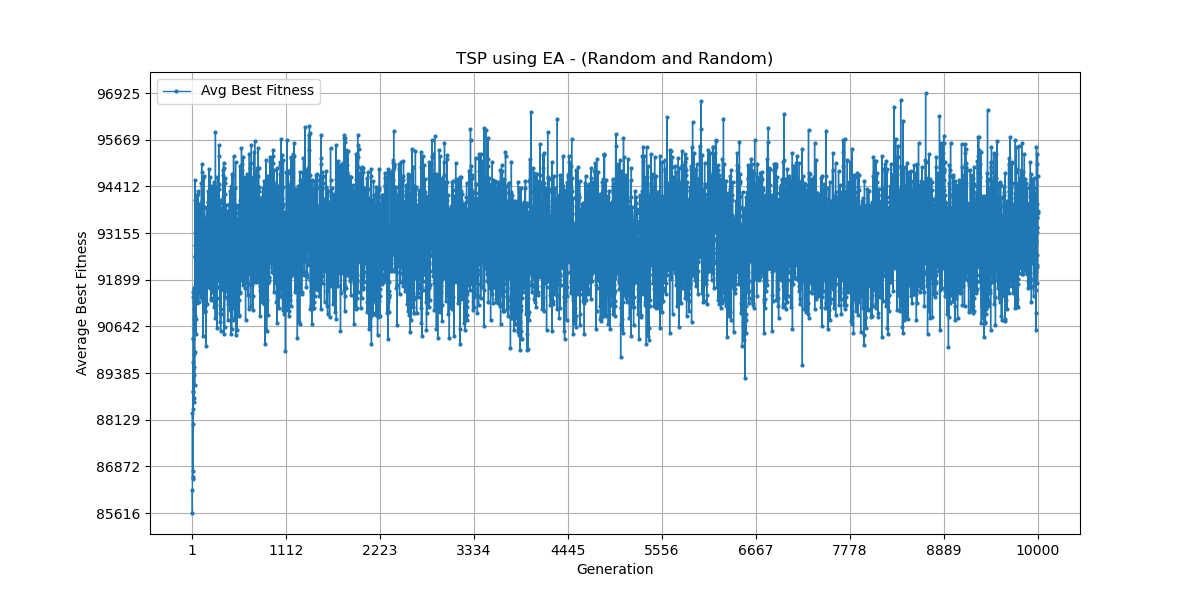 TSP using EA - (Random and Random)
Avg Best Fitness
96925
95669
94412
93155
91899
90642
89385
88129
86872
85616
Average Best Fitness
1 1112 2223 3334 4445 5556 6667 7778 8889 10000
Generation